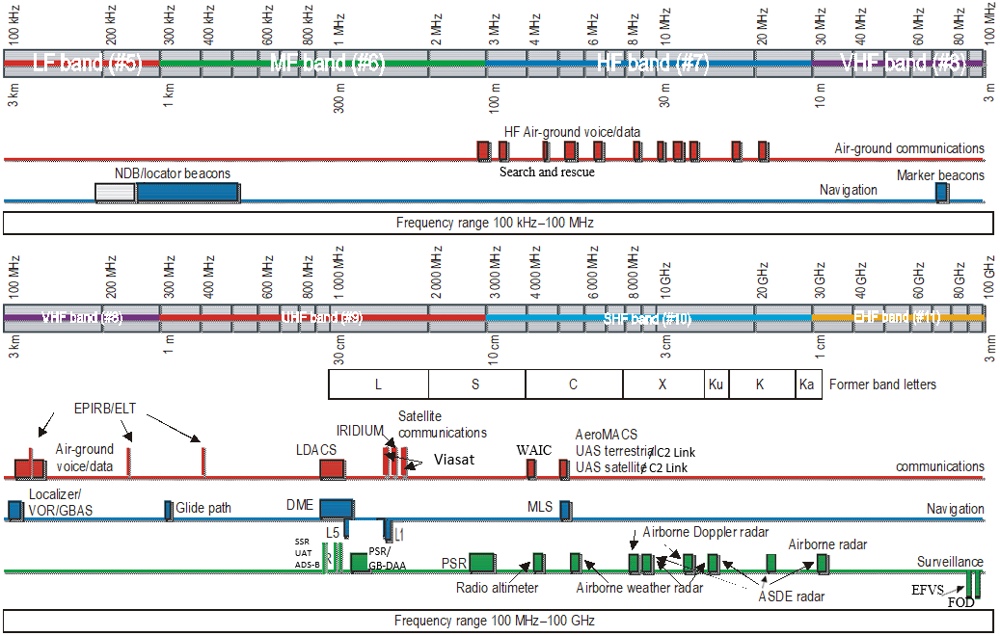 100 kHz 200 kHz 300 kHz 400 kHz 600 kHz 800 kHz 1 MHz 2 MHz 3 MHz 4 MHz 6 MHz 8 MHz 10 MHz 20 MHz 30 MHz 40 MHz 60 MHz 80 MHz 100 MHz
LF band (#5) MF band (#6) HF band (#7) VHF band (#8)
3 km 1 km 300 m 100 m 30 m 10 m 3 m
HF Air-ground voice/data
Air-ground communications
Search and rescue
NDB/locator beacons
Marker beacons
Navigation
Frequency range 100 kHz–100 MHz
100 MHz 200 MHz 300 MHz 400 MHz 600 MHz 800 MHz 1 000 MHz 2 000 MHz 3 000 MHz 4 000 MHz 6 000 MHz 8 000 MHz 10 GHz 20 GHz 30 GHz 40 GHz 60 GHz 80 GHz 100 GHz
VHF band (#8) UHF band (#9) SHF band (#10) EHF band (#11)
3 km 1 m 30 cm 10 cm 3 cm 1 cm 3 mm
L S C X Ku K Ka Former band letters
EPIRB/ELT
Satellite
communications
IRIDIUM
Air-ground
voice/data
LDACS
Viasat
WAIC
AeroMACS
UAS terrestrial/C2 Link
UAS satellite/C2 Link
communications
Localizer/
VOR/GBAS
Glide path
DME
MLS
Navigation
L5
L1
Airborne Doppler radar
SSR
UAT
ADS-B
R
PSR/
GB-DAA
PSR
Airborne radar
Surveillance
Radio altimeter
Airborne weather radar
ASDE radar
EFVS
FOD
Frequency range 100 MHz–100 GHz